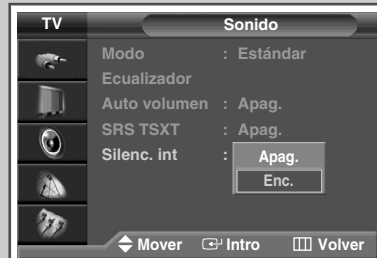 TV Sonido
Modo : Estándar
Ecualizador
Auto volumen : Apag.
SRS TSXT : Apag.
Silenc. int : Apag.
Enc.
Mover Intro Volver